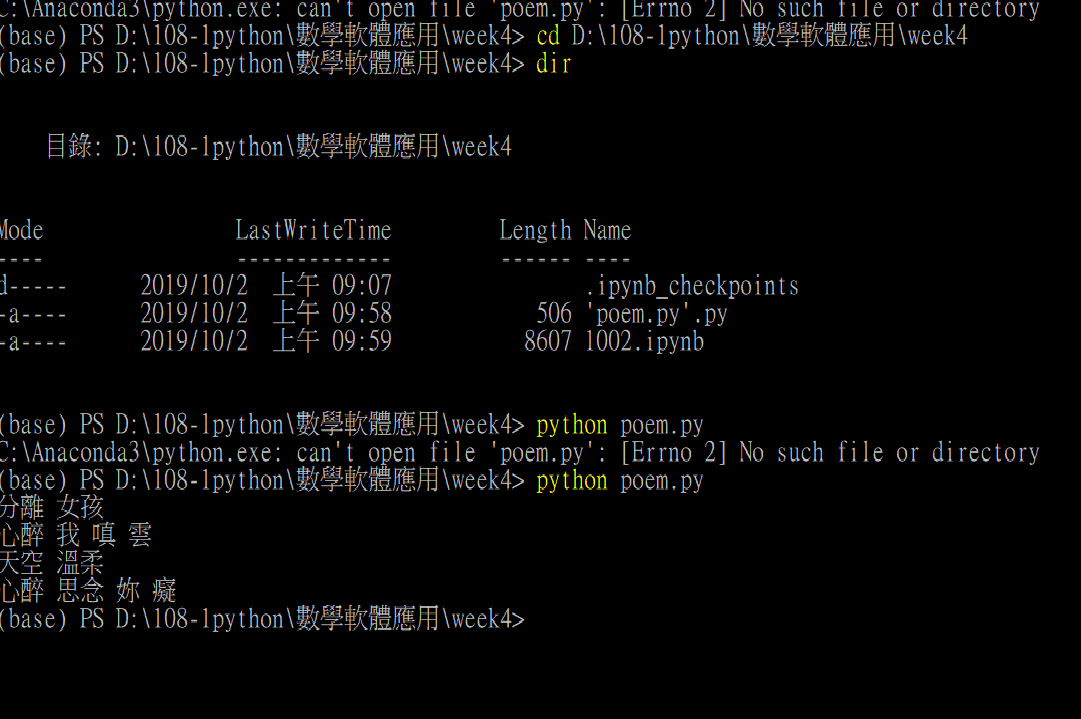 C:\Anaconda3\python.exe: can't open file 'poem.py': [Errno 2] No such file or directory
(base) PS D:\108-1python\數學軟體應用\week4> cd D:\108-1python\數學軟體應用\week4
(base) PS D:\108-1python\數學軟體應用\week4> dir
目錄: D:\108-1python\數學軟體應用\week4
Mode LastWriteTime Length Name
---- ------------- ------ ----
d----- 2019/10/2 上午 09:07 .ipynb_checkpoints
-a---- 2019/10/2 上午 09:58 506 'poem.py'.py
-a---- 2019/10/2 上午 09:59 8607 1002.ipynb
(base) PS D:\108-1python\數學軟體應用\week4> python poem.py
C:\Anaconda3\python.exe: can't open file 'poem.py': [Errno 2] No such file or directory
(base) PS D:\108-1python\數學軟體應用\week4> python poem.py
分離 女孩
心醉 我 嗔 雲
天空 溫柔
心醉 思念 妳 癡
(base) PS D:\108-1python\數學軟體應用\week4>